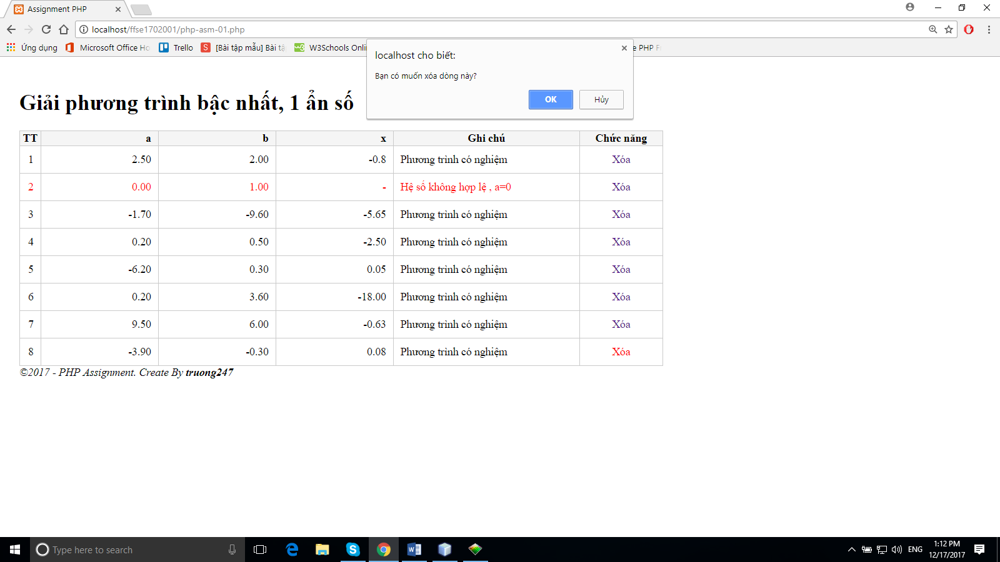 Assignment PHP
localhost/ffse1702001/php-asm-01.php
Ứng dụng Microsoft Office Ho Trello [Bài tập mẫu] Bài tậ W3Schools Onli e PHP F
localhost cho biết:
Bạn có muốn xóa dòng này?
OK Hủy
Giải phương trình bậc nhất, 1 ẩn số
TT a b x Ghi chú Chức năng
1 2.50 2.00 -0.8 Phương trình có nghiệm Xóa
2 0.00 1.00 - Hệ số không hợp lệ , a=0 Xóa
3 -1.70 -9.60 -5.65 Phương trình có nghiệm Xóa
4 0.20 0.50 -2.50 Phương trình có nghiệm Xóa
5 -6.20 0.30 0.05 Phương trình có nghiệm Xóa
6 0.20 3.60 -18.00 Phương trình có nghiệm Xóa
7 9.50 6.00 -0.63 Phương trình có nghiệm Xóa
8 -3.90 -0.30 0.08 Phương trình có nghiệm Xóa
©2017 - PHP Assignment. Create By truong247
Type here to search
ENG
1:12 PM
12/17/2017